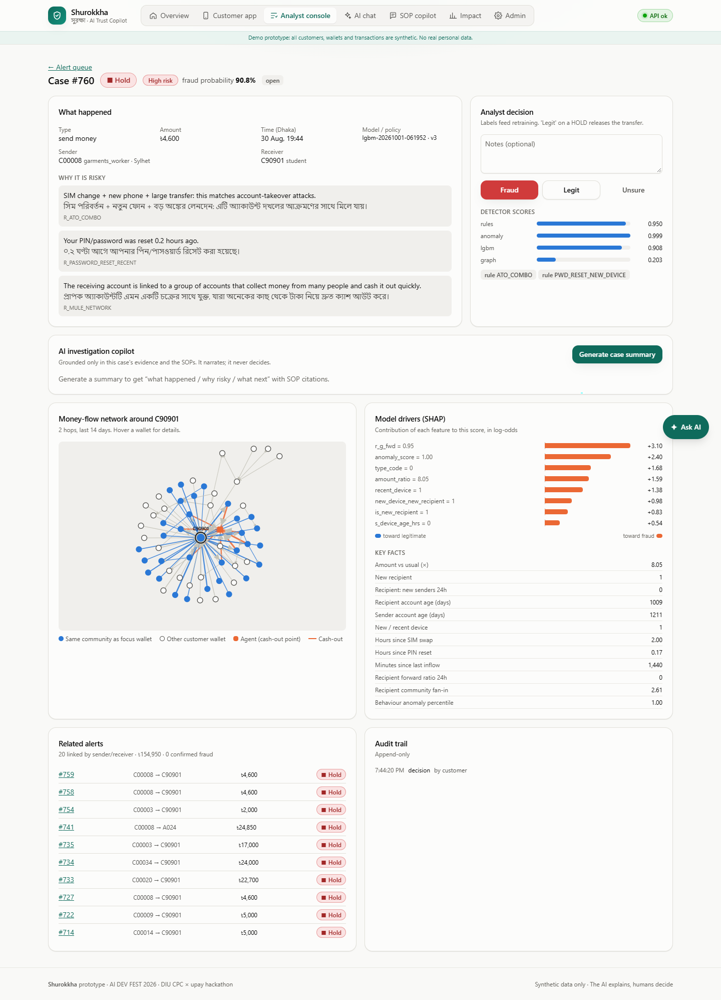 Shurokkha
সুরক্ষা · AI Trust Copilot
Overview
Customer app
Analyst console
AI chat
SOP copilot
Impact
Admin
API ok
Demo prototype: all customers, wallets and transactions are synthetic. No real personal data.
← Alert queue
Case #760
Hold
High risk
fraud probability 90.8%
open
What happened
Type
send money
Amount
৳4,600
Time (Dhaka)
30 Aug, 19:44
Model / policy
lgbm-20261001-061952 · v3
Sender
C00008 garments_worker · Sylhet
Receiver
C90901 student
WHY IT IS RISKY
SIM change + new phone + large transfer: this matches account-takeover attacks.
সিম পরিবর্তন + নতুন ফোন + বড় অঙ্কের লেনদেন: এটি অ্যাকাউন্ট দখলের আক্রমণের সাথে মিলে যায়।
R_ATO_COMBO
Your PIN/password was reset 0.2 hours ago.
০.২ ঘণ্টা আগে আপনার পিন/পাসওয়ার্ড রিসেট করা হয়েছে।
R_PASSWORD_RESET_RECENT
The receiving account is linked to a group of accounts that collect money from many people and cash it out quickly.
প্রাপক অ্যাকাউন্টটি এমন একটি চক্রের সাথে যুক্ত, যারা অনেকের কাছ থেকে টাকা নিয়ে দ্রুত ক্যাশ আউট করে।
R_MULE_NETWORK
Analyst decision
Labels feed retraining. 'Legit' on a HOLD releases the transfer.
Notes (optional)
Fraud
Legit
Unsure
DETECTOR SCORES
rules 0.950
anomaly 0.999
lgbm 0.908
graph 0.203
rule ATO_COMBO
rule PWD_RESET_NEW_DEVICE
AI investigation copilot
Grounded only in this case's evidence and the SOPs. It narrates; it never decides.
Generate case summary
Generate a summary to get “what happened / why risky / what next” with SOP citations.
Money-flow network around C90901
2 hops, last 14 days. Hover a wallet for details.
C90901
Same community as focus wallet
Other customer wallet
Agent (cash-out point)
Cash-out
Model drivers (SHAP)
Contribution of each feature to this score, in log-odds
r_g_fwd = 0.95 +3.10
anomaly_score = 1.00 +2.40
type_code = 0 +1.68
amount_ratio = 8.05 +1.59
recent_device = 1 +1.38
new_device_new_recipient = 1 +0.98
is_new_recipient = 1 +0.83
s_device_age_hrs = 0 +0.54
toward legitimate
toward fraud
KEY FACTS
Amount vs usual (×) 8.05
New recipient 1
Recipient: new senders 24h 0
Recipient account age (days) 1009
Sender account age (days) 1211
New / recent device 1
Hours since SIM swap 2.00
Hours since PIN reset 0.17
Minutes since last inflow 1,440
Recipient forward ratio 24h 0
Recipient community fan-in 2.61
Behaviour anomaly percentile 1.00
Ask AI
Related alerts
20 linked by sender/receiver · ৳154,950 · 0 confirmed fraud
#759 C00008 → C90901 ৳4,600 Hold
#758 C00008 → C90901 ৳4,600 Hold
#754 C00003 → C90901 ৳2,000 Hold
#741 C00008 → A024 ৳24,850 Hold
#735 C00003 → C90901 ৳17,000 Hold
#734 C00034 → C90901 ৳24,000 Hold
#733 C00020 → C90901 ৳22,700 Hold
#727 C00008 → C90901 ৳4,600 Hold
#722 C00009 → C90901 ৳5,000 Hold
#714 C00014 → C90901 ৳5,000 Hold
Audit trail
Append-only
7:44:20 PM decision by customer
Shurokkha prototype · AI DEV FEST 2026 · DIU CPC × upay hackathon
Synthetic data only · The AI explains, humans decide